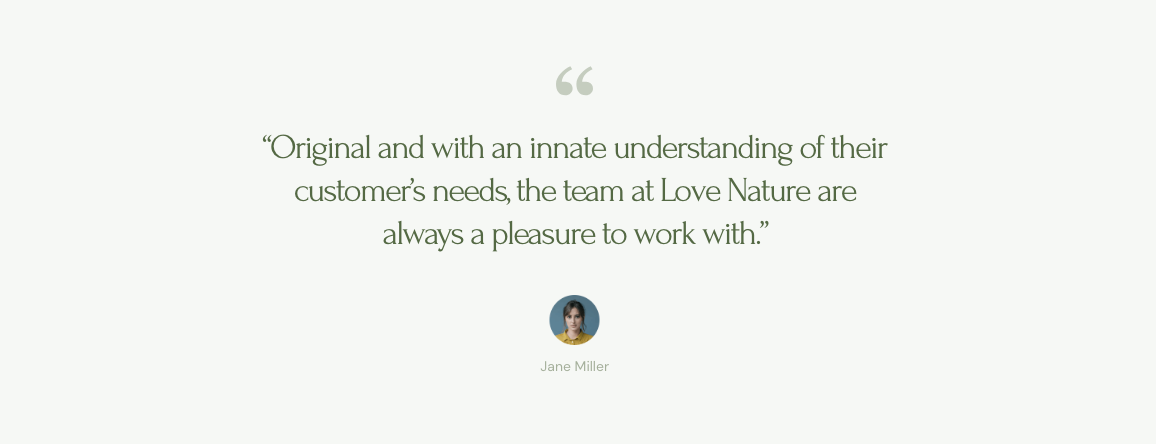 “
“Original and with an innate understanding of their
customer’s needs, the team at Love Nature are
always a pleasure to work with.”
Jane Miller